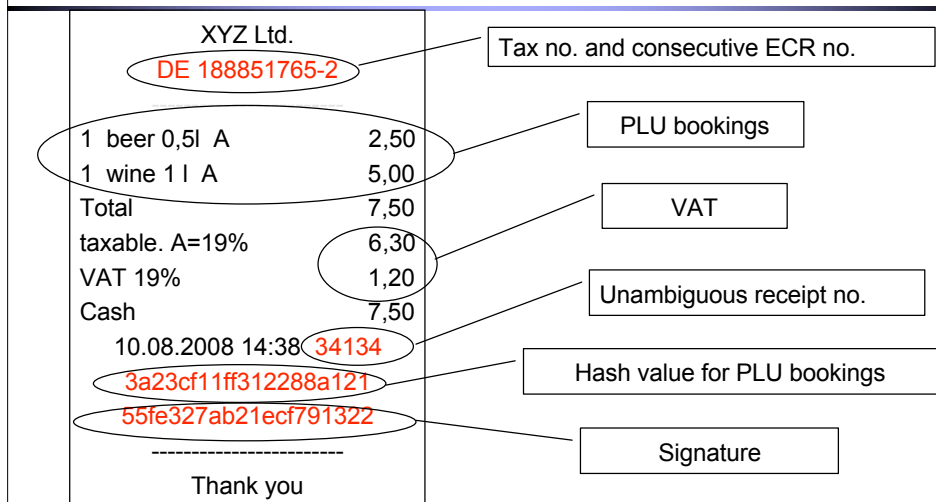 XYZ Ltd.
DE 188851765-2
------------------------
1 beer 0,5l A 2,50
1 wine 1 l A 5,00
Total 7,50
taxable. A=19% 6,30
VAT 19% 1,20
Cash 7,50
10.08.2008 14:38 34134
3a23cf11ff312288a121
55fe327ab21ecf791322
------------------------
Thank you
Tax no. and consecutive ECR no.
PLU bookings
VAT
Unambiguous receipt no.
Hash value for PLU bookings
Signature